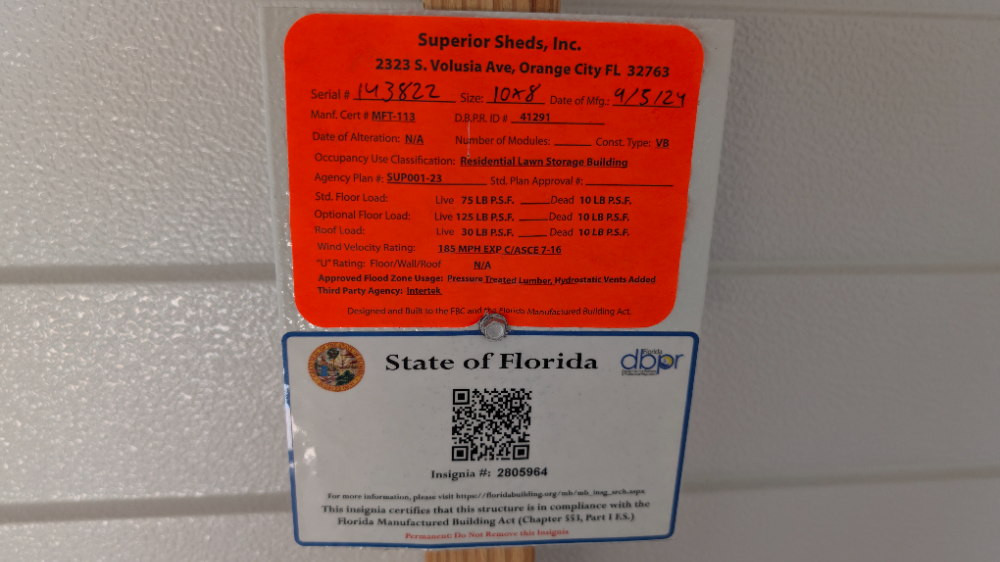 Superior Sheds, Inc.
2323 S. Volusia Ave, Orange City FL 32763
Serial # 143822 Size: 10x8 Date of Mfg.: 9/5/24
Manf. Cert # MFT-113 D.B.P.R. ID # 41291
Date of Alteration: N/A Number of Modules: ______ Const. Type: VB
Occupancy Use Classification: Residential Lawn Storage Building
Agency Plan #: SUP001-23 Std. Plan Approval #: ______
Std. Floor Load: Live 75 LB P.S.F. ______Dead 10 LB P.S.F.
Optional Floor Load: Live 125 LB P.S.F. ______Dead 10 LB P.S.F.
Roof Load: Live 30 LB P.S.F. ______Dead 10 LB P.S.F.
Wind Velocity Rating: 185 MPH EXP C/ASCE 7-16
"U" Rating: Floor/Wall/Roof N/A
Approved Flood Zone Usage: Pressure Treated Lumber, Hydrostatic Vents Added
Third Party Agency: Intertek
Designed and Built to the FBC and the Florida Manufactured Building Act.
State of Florida
Florida
dbpr
Insignia #: 2805964
For more information, please visit https://floridabuilding.org/mb/mb_insg_srch.aspx
This insignia certifies that this structure is in compliance with the
Florida Manufactured Building Act (Chapter 553, Part I F.S.)
Permanent: Do Not Remove this Insignia